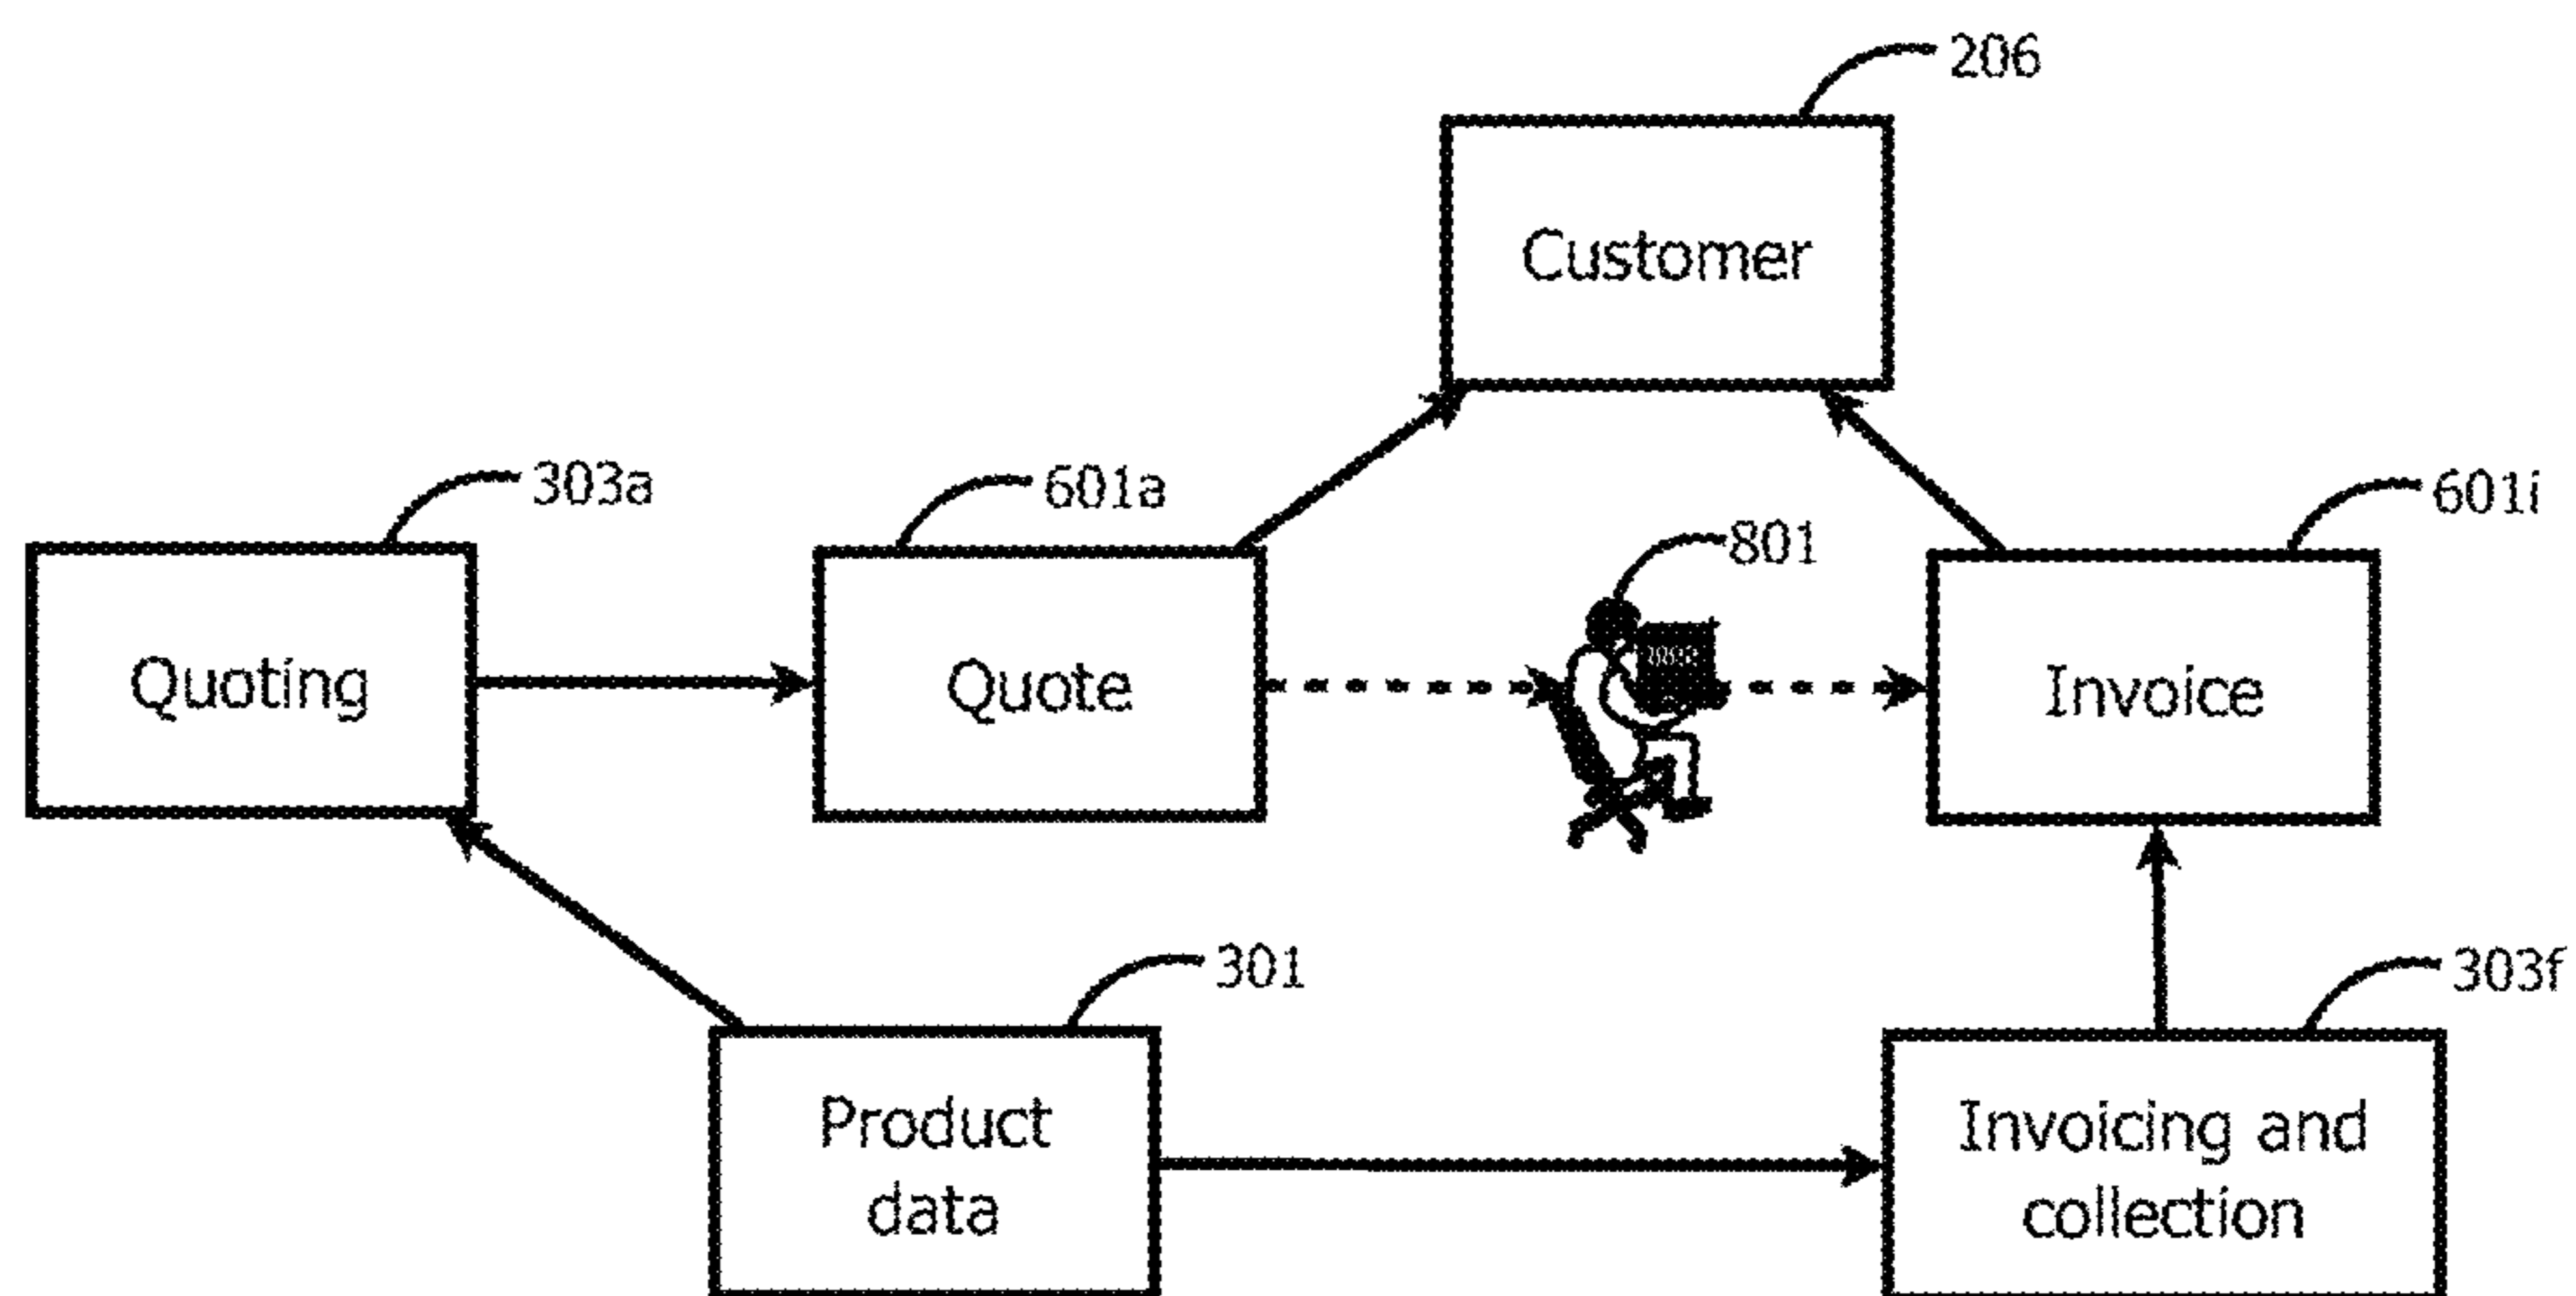 206
Customer
303a
601a
801
601i
Quoting
Quote
Invoice
301
303f
Product
data
Invoicing and
collection